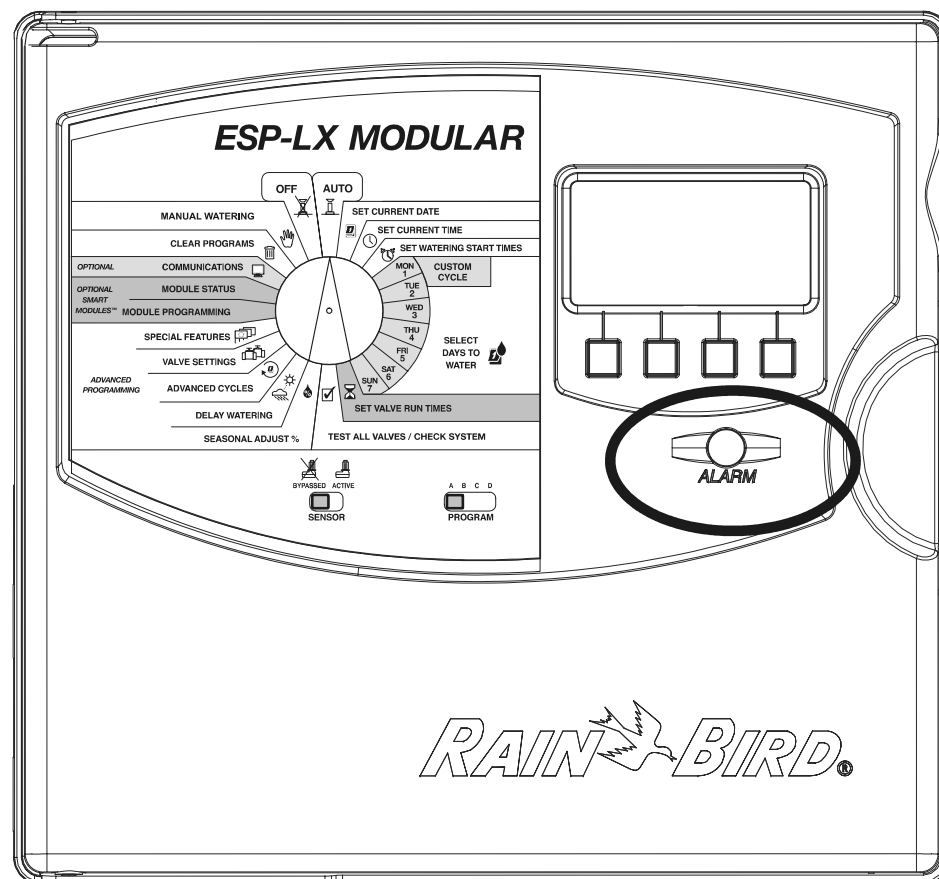 ESP-LX MODULAR
OFF
AUTO
MANUAL WATERING
CLEAR PROGRAMS
OPTIONAL
COMMUNICATIONS
OPTIONAL
SMART
MODULES™
MODULE STATUS
MODULE PROGRAMMING
SPECIAL FEATURES
VALVE SETTINGS
ADVANCED
PROGRAMMING
ADVANCED CYCLES
DELAY WATERING
SEASONAL ADJUST %
SET CURRENT DATE
SET CURRENT TIME
SET WATERING START TIMES
CUSTOM
CYCLE
MON
1
TUE
2
WED
3
THU
4
FRI
5
SAT
6
SUN
7
SELECT
DAYS TO
WATER
SET VALVE RUN TIMES
TEST ALL VALVES / CHECK SYSTEM
BYPASSED ACTIVE
SENSOR
A B C D
PROGRAM
ALARM
RAIN BIRD®